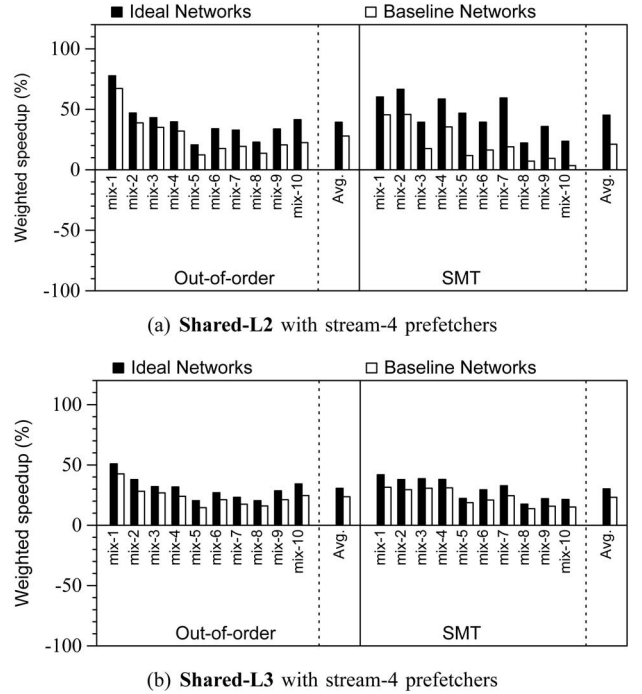 Ideal Networks Baseline Networks
Weighted speedup (%)
100
50
0
-50
-100
mix-1
mix-2
mix-3
mix-4
mix-5
mix-6
mix-7
mix-8
mix-9
mix-10
Avg.
mix-1
mix-2
mix-3
mix-4
mix-5
mix-6
mix-7
mix-8
mix-9
mix-10
Avg.
Out-of-order SMT
(a) Shared-L2 with stream-4 prefetchers
Ideal Networks Baseline Networks
Weighted speedup (%)
100
50
0
-50
-100
mix-1
mix-2
mix-3
mix-4
mix-5
mix-6
mix-7
mix-8
mix-9
mix-10
Avg.
mix-1
mix-2
mix-3
mix-4
mix-5
mix-6
mix-7
mix-8
mix-9
mix-10
Avg.
Out-of-order SMT
(b) Shared-L3 with stream-4 prefetchers